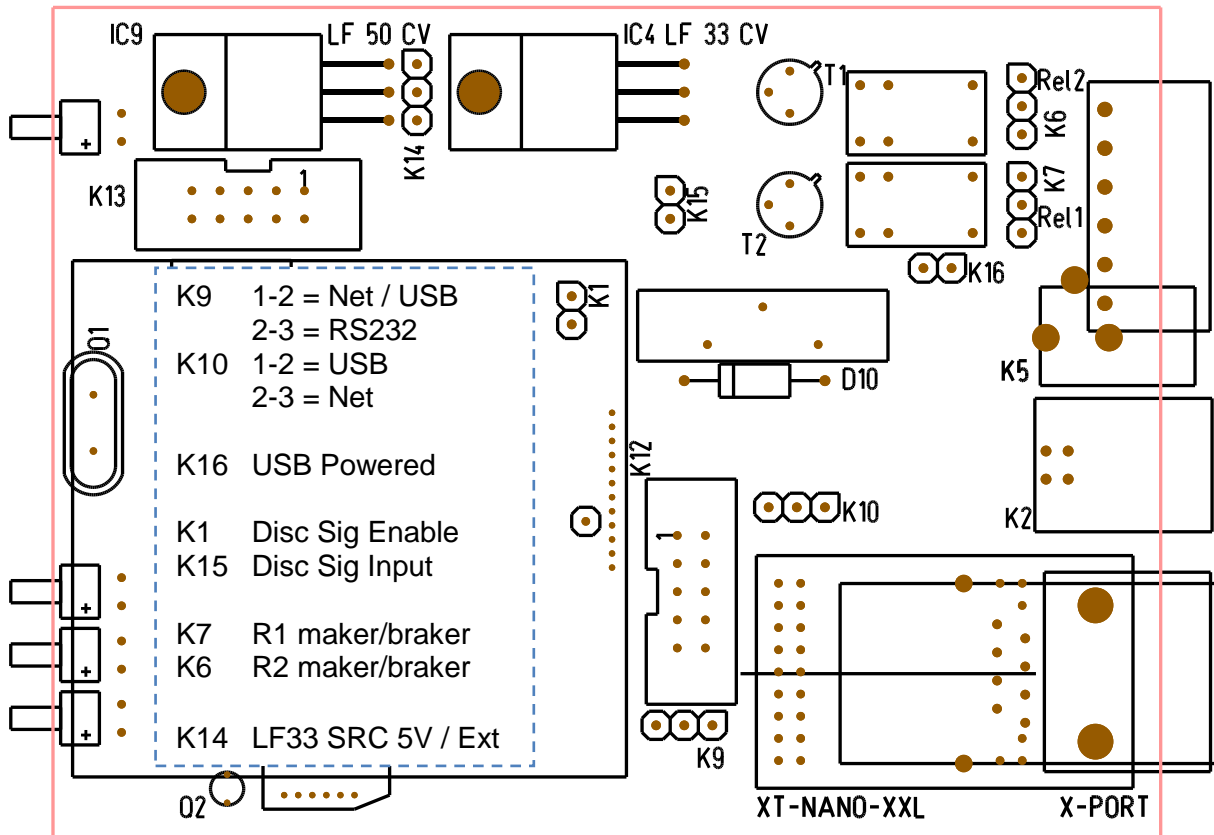 IC9
LF 50 CV
IC4 LF 33 CV
T1
Rel2
K6
+
K14
K13
1
K15
K7
Rel1
T2
K16
K9 1-2 = Net / USB
2-3 = RS232
K10 1-2 = USB
2-3 = Net
K16 USB Powered
K1 Disc Sig Enable
K15 Disc Sig Input
K7 R1 maker/braker
K6 R2 maker/braker
K14 LF33 SRC 5V / Ext
K1
Q1
D10
K5
K12
K10
K2
1
+
+
+
K9
Q2
XT-NANO-XXL
X-PORT